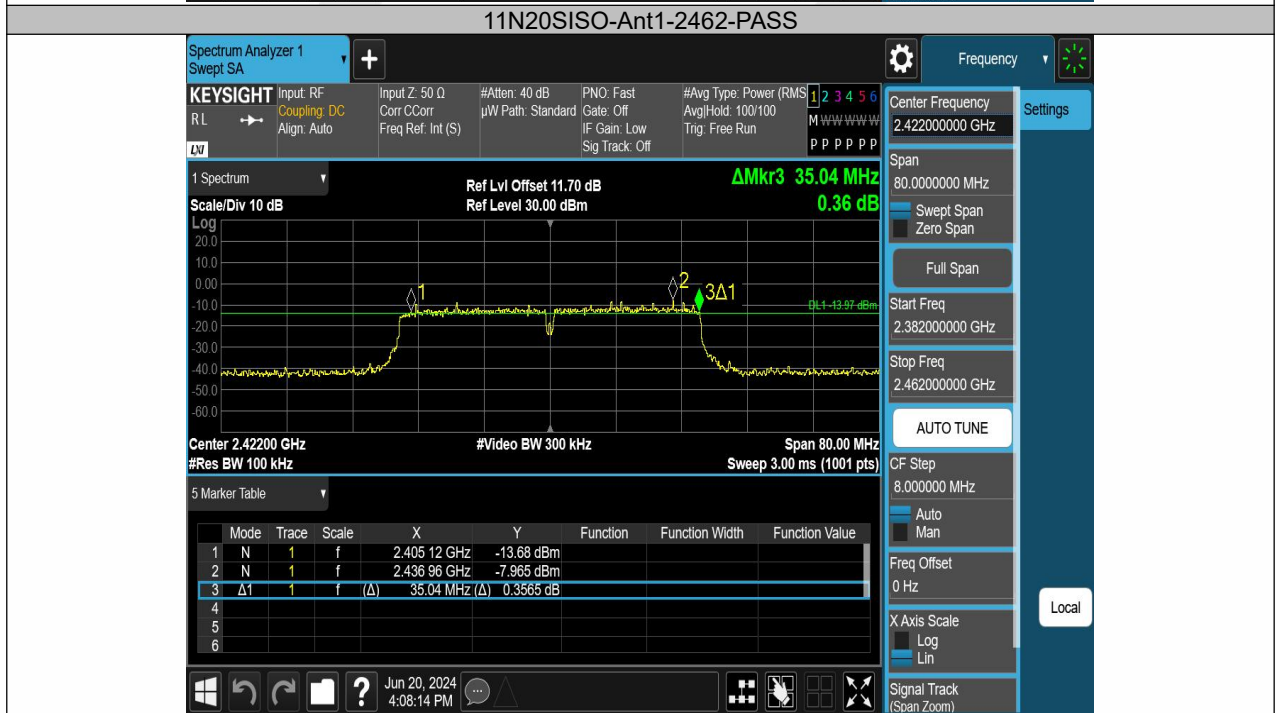 11N20SISO-Ant1-2462-PASS
Spectrum Analyzer 1
Swept SA
+
Frequency
KEYSIGHT
RL
LXI
Input: RF
Coupling: DC
Align: Auto
Input Z: 50 Ω
Corr CCorr
Freq Ref: Int (S)
#Atten: 40 dB
µW Path: Standard
PNO: Fast
Gate: Off
IF Gain: Low
Sig Track: Off
#Avg Type: Power (RMS
Avg|Hold: 100/100
Trig: Free Run
1 2 3 4 5 6
M W W W W W
P P P P P P
1 Spectrum
Scale/Div 10 dB
Ref Lvl Offset 11.70 dB
Ref Level 30.00 dBm
ΔMkr3 35.04 MHz
0.36 dB
Log
20.0
10.0
0.00
-10.0
-20.0
-30.0
-40.0
-50.0
-60.0
1
2
3Δ1
DL1 -13.97 dBm
Center 2.42200 GHz
#Res BW 100 kHz
#Video BW 300 kHz
Span 80.00 MHz
Sweep 3.00 ms (1001 pts)
5 Marker Table
Mode Trace Scale X Y Function Function Width Function Value
1 N 1 f 2.405 12 GHz -13.68 dBm
2 N 1 f 2.436 96 GHz -7.965 dBm
3 Δ1 1 f (Δ) 35.04 MHz (Δ) 0.3565 dB
4
5
6
?
Jun 20, 2024
4:08:14 PM
Center Frequency
2.422000000 GHz
Settings
Span
80.0000000 MHz
Swept Span
Zero Span
Full Span
Start Freq
2.382000000 GHz
Stop Freq
2.462000000 GHz
AUTO TUNE
CF Step
8.000000 MHz
Auto
Man
Freq Offset
0 Hz
X Axis Scale
Log
Lin
Local
Signal Track
(Span Zoom)